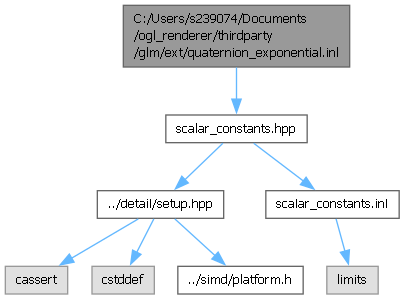 C:/Users/s239074/Documents
/ogl_renderer/thirdparty
/glm/ext/quaternion_exponential.inl
scalar_constants.hpp
../detail/setup.hpp
scalar_constants.inl
cassert
cstddef
../simd/platform.h
limits